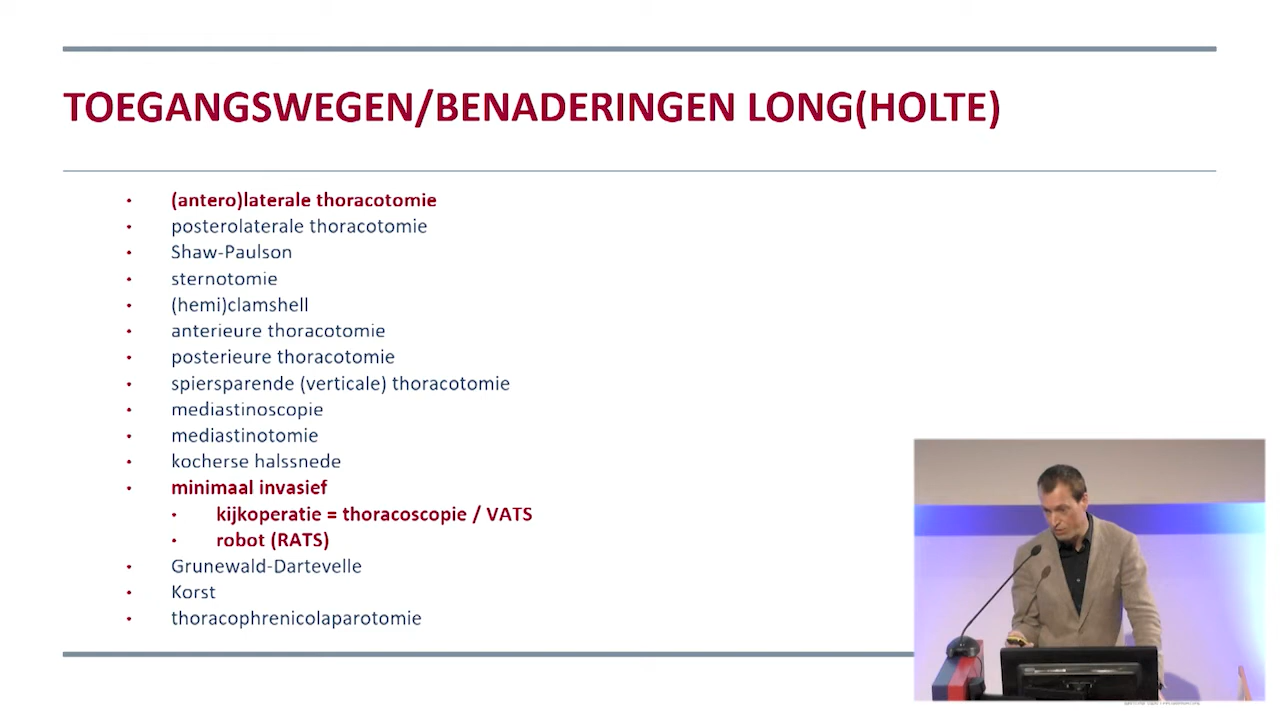 TOEGANGSWEGEN/BENADERINGEN LONG(HOLTE)
• (antero)laterale thoracotomie
• posterolaterale thoracotomie
• Shaw-Paulson
• sternotomie
• (hemi)clamshell
• anterieure thoracotomie
• posterieure thoracotomie
• spiersparende (verticale) thoracotomie
• mediastinoscopie
• mediastinotomie
• kocherse halssnede
• minimaal invasief
• kijkoperatie = thoracoscopie / VATS
• robot (RATS)
• Grunewald-Dartevelle
• Korst
• thoracophrenicolaparotomie